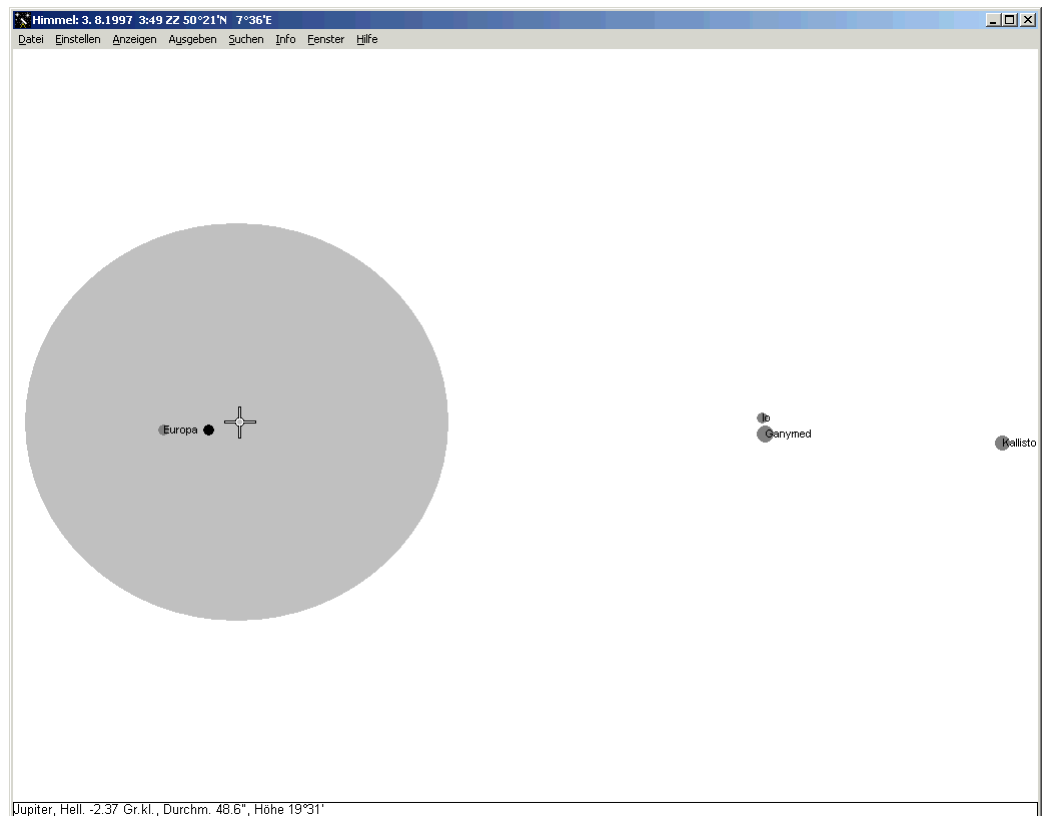 Himmel: 3. 8.1997 3:49 ZZ 50°21'N 7°36'E
Datei Einstellen Anzeigen Ausgeben Suchen Info Fenster Hilfe
Io
Europa
Ganymed
Kallisto
Jupiter, Hell. -2.37 Gr.kl., Durchm. 48.6", Höhe 19°31'